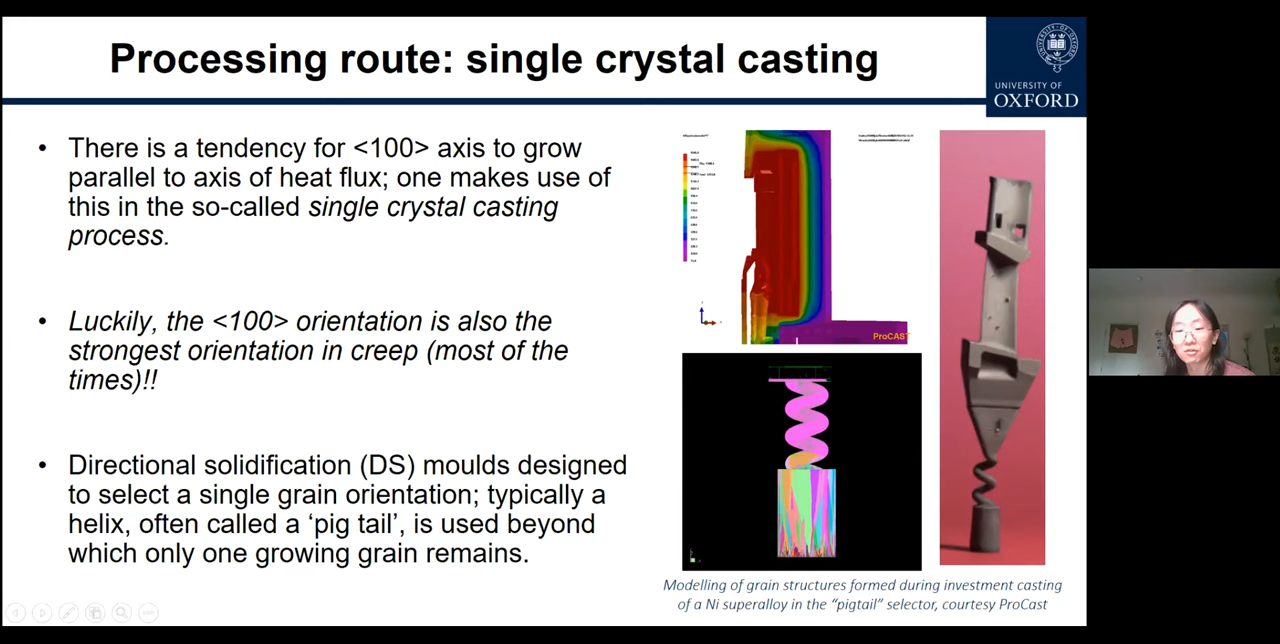 Processing route: single crystal casting
UNIVERSITY OF
OXFORD
• There is a tendency for <100> axis to grow
parallel to axis of heat flux; one makes use of
this in the so-called single crystal casting
process.
• Luckily, the <100> orientation is also the
strongest orientation in creep (most of the
times)!!
• Directional solidification (DS) moulds designed
to select a single grain orientation; typically a
helix, often called a ‘pig tail’, is used beyond
which only one growing grain remains.
ProCAST
Modelling of grain structures formed during investment casting
of a Ni superalloy in the “pigtail” selector, courtesy ProCast